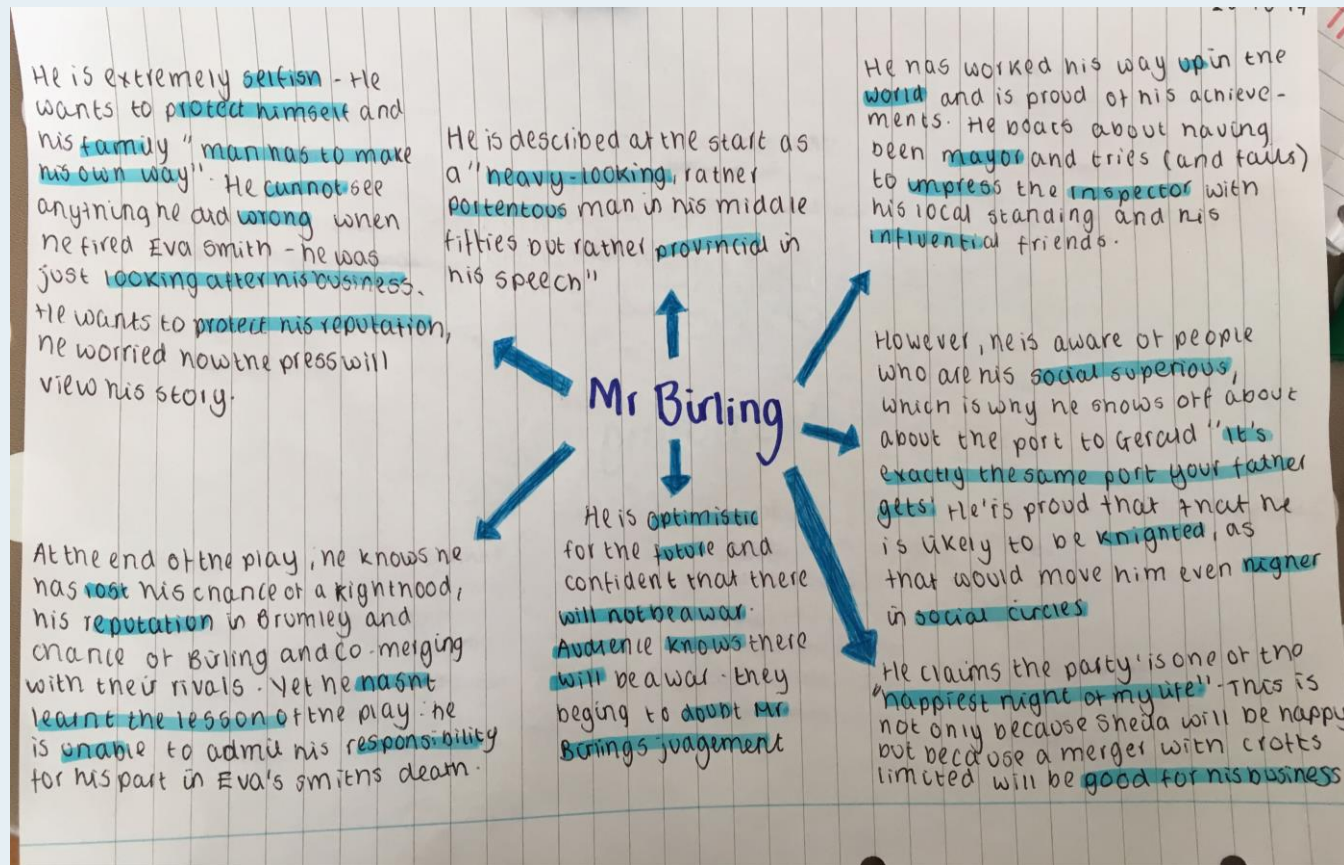 He is extremely selfish - He
wants to protect himself and
his family "man has to make
his own way". He cannot see
anything he did wrong when
he fired Eva Smith - he was
just looking after his business.
He wants to protect his reputation,
he worried how the press will
view his story.
He is described at the start as
a "heavy-looking, rather
portentous man in his middle
fifties but rather provincial in
his speech"
He has worked his way up in the
world and is proud of his achieve-
ments. He boats about having
been mayor and tries (and fails)
to impress the inspector with
his local standing and his
influential friends.
However, he is aware of people
who are his social superious,
which is why he shows off about
about the port to Gerald "It's
exactly the same port your father
gets! He'is proud that that he
is likely to be knighted, as
that would move him even higher
in social circles
Mr Birling
At the end of the play, he knows he
has lost his chance of a kighthood,
his reputation in Brumley and
chance of Birling and co. merging
with their rivals. Yet he hasnt
learnt the lesson of the play: he
is unable to admit his responsibility
for his part in Eva's smiths death.
He is optimistic
for the future and
confident that there
will not be a war.
Audience knows there
will be a war. they
beging to doubt Mr
Birlings judgement
He claims the party is one of the
"happiest night of my life" - This is
not only because Sheila will be happy
but because a merger with crofts
limited will be good for his business